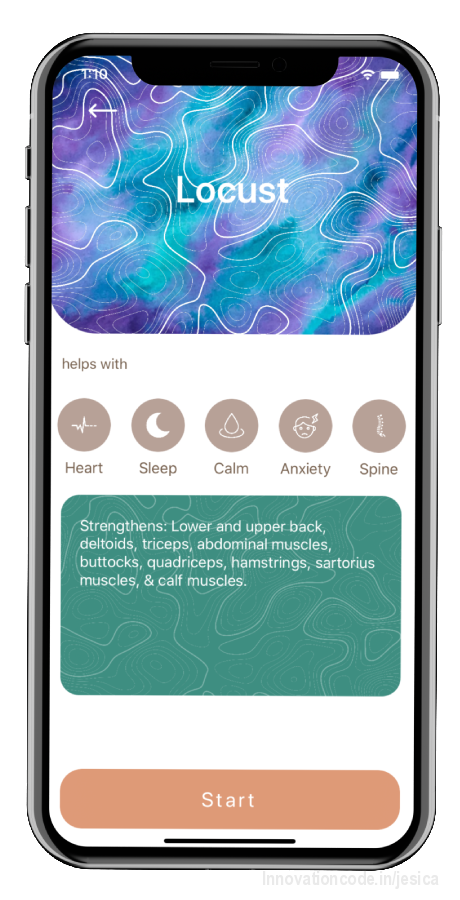 1:10
Locust
helps with
Heart Sleep Calm Anxiety Spine
Strengthens: Lower and upper back,
deltoids, triceps, abdominal muscles,
buttocks, quadriceps, hamstrings, sartorius
muscles, & calf muscles.
Start
Innovationcode.in/jesica